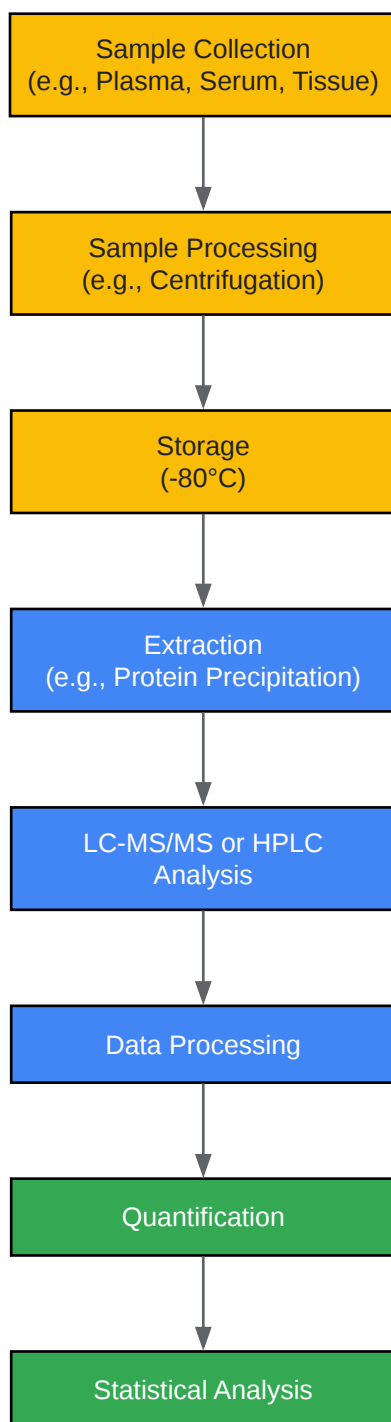 Sample Collection
(e.g., Plasma, Serum, Tissue)
Sample Processing
(e.g., Centrifugation)
Storage
(-80°C)
Extraction
(e.g., Protein Precipitation)
LC-MS/MS or HPLC
Analysis
Data Processing
Quantification
Statistical Analysis